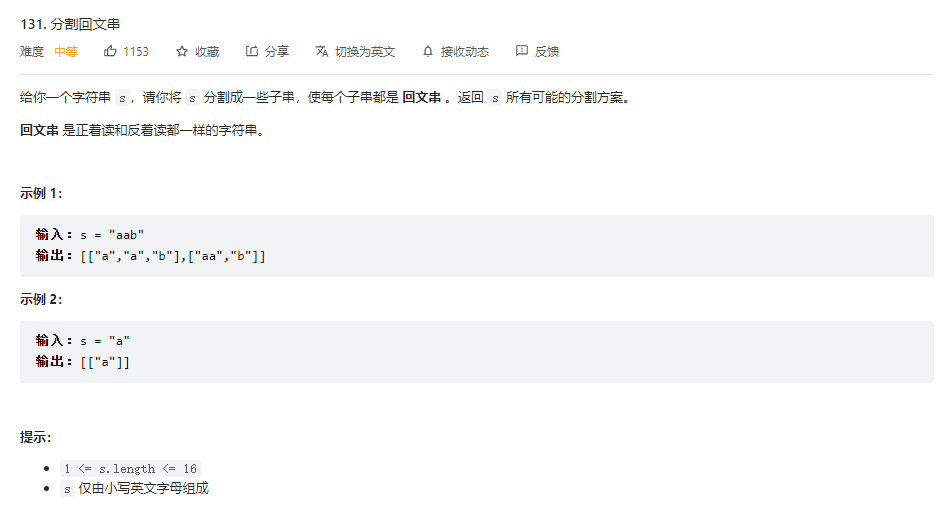 131. 分割回文串
难度 中等 1153 收藏 分享 切换为英文 接收动态 反馈
给你一个字符串 s，请你将 s 分割成一些子串，使每个子串都是 回文串 。返回 s 所有可能的分割方案。
回文串 是正着读和反着读都一样的字符串。
示例 1：
输入：s = "aab"
输出：[["a","a","b"],["aa","b"]]
示例 2：
输入：s = "a"
输出：[["a"]]
提示：
1 <= s.length <= 16
s 仅由小写英文字母组成